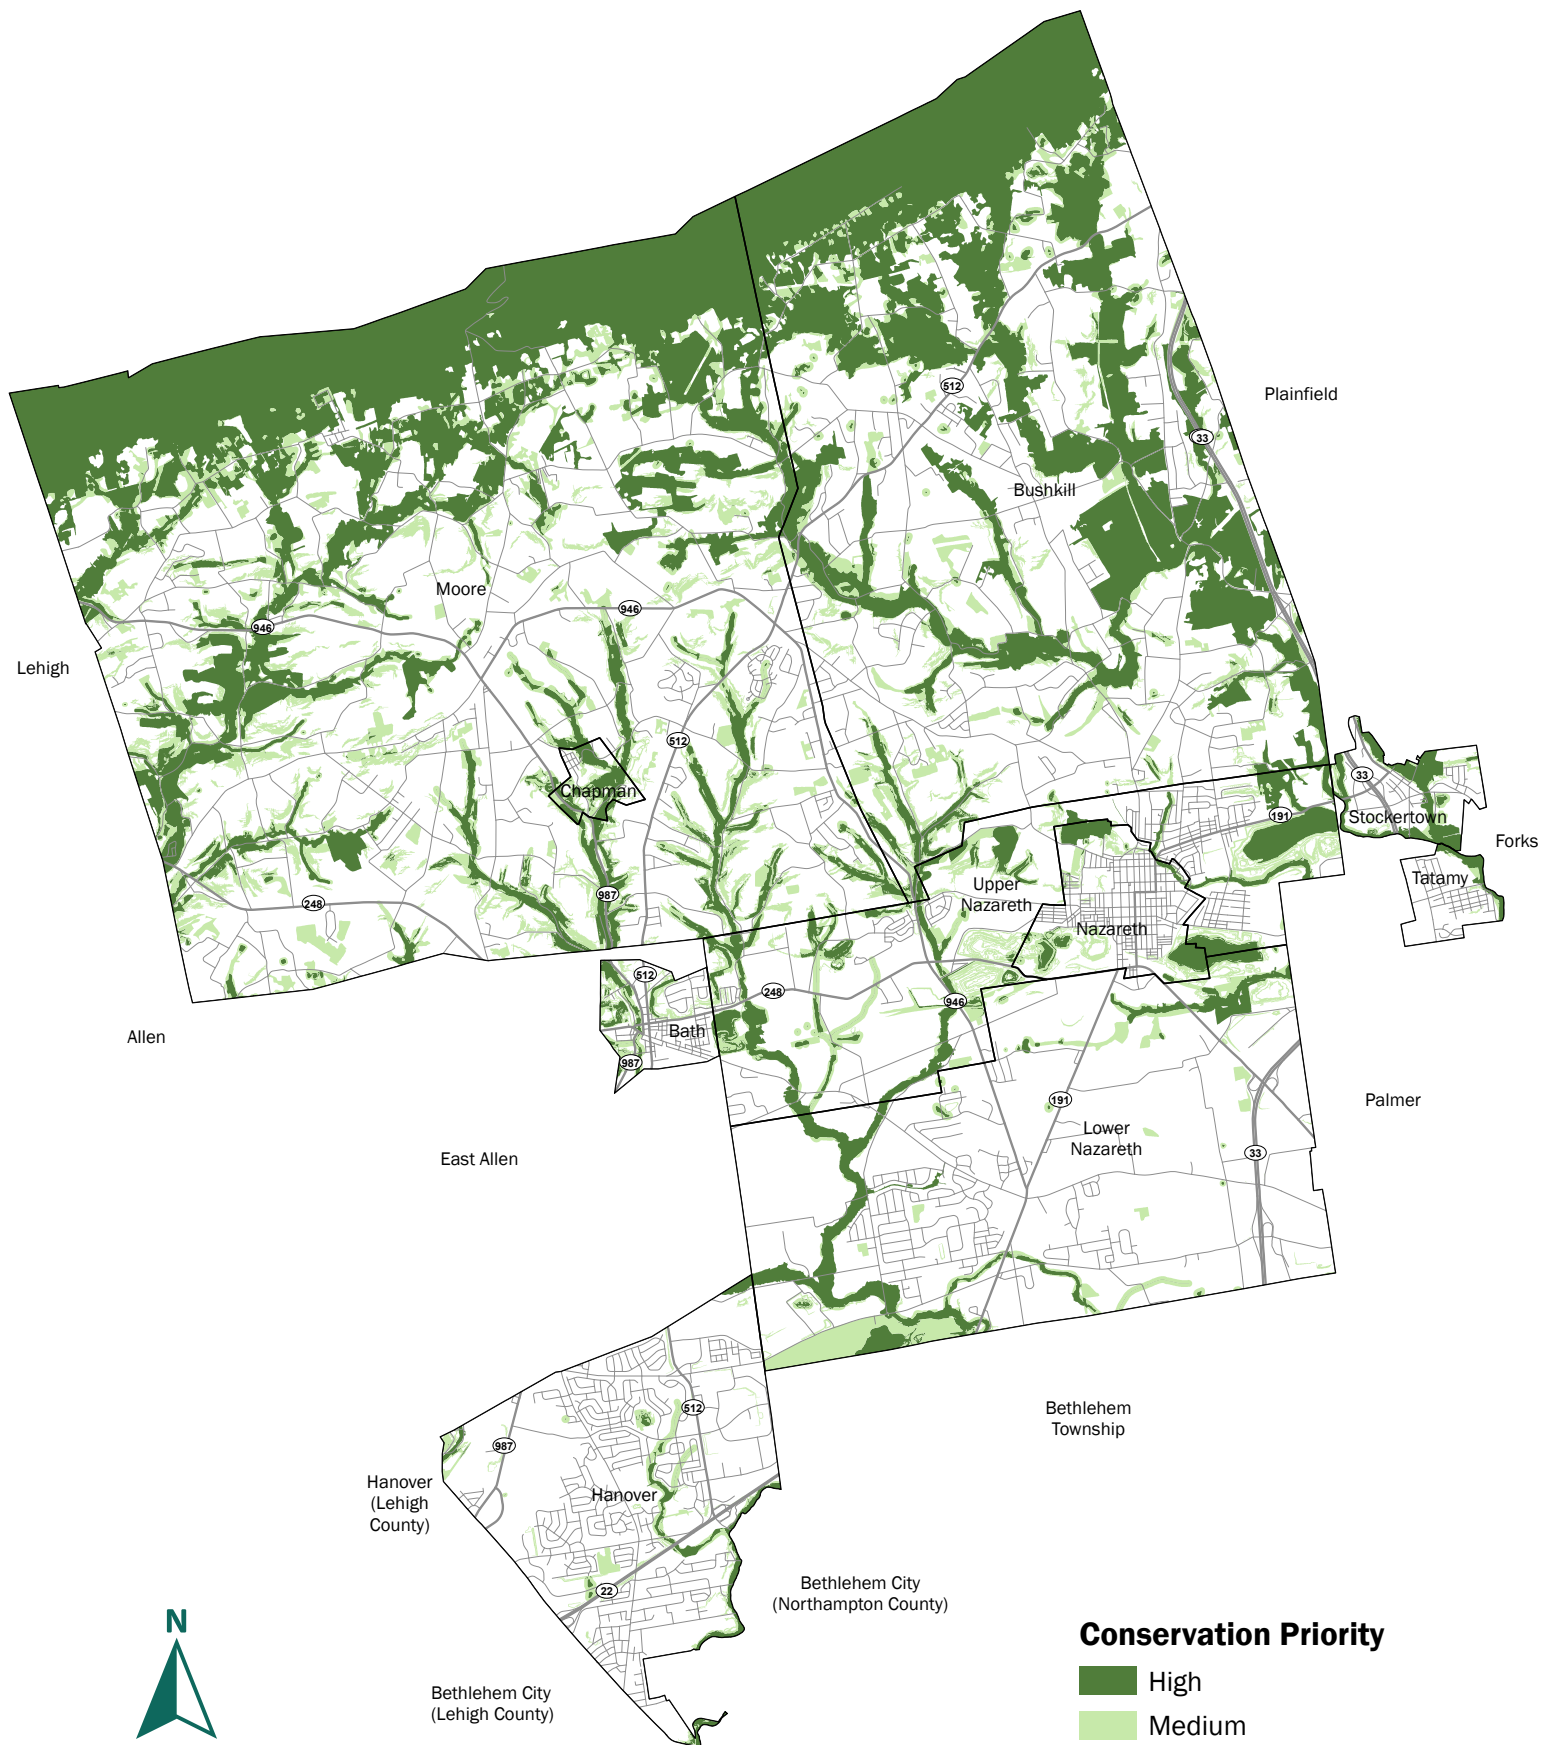 512
Plainfield
33
Bushkill
Moore
946
946
Lehigh
512
33
Chapman
191
Stockertown
Forks
Tatamy
Upper
Nazareth
987
248
Nazareth
512
248
946
Bath
Allen
987
191
Palmer
Lower
Nazareth
33
East Allen
512
Bethlehem
Township
987
Hanover
(Lehigh
County)
Hanover
22
Bethlehem City
(Northampton County)
N
Conservation Priority
High
Bethlehem City
(Lehigh County)
Medium